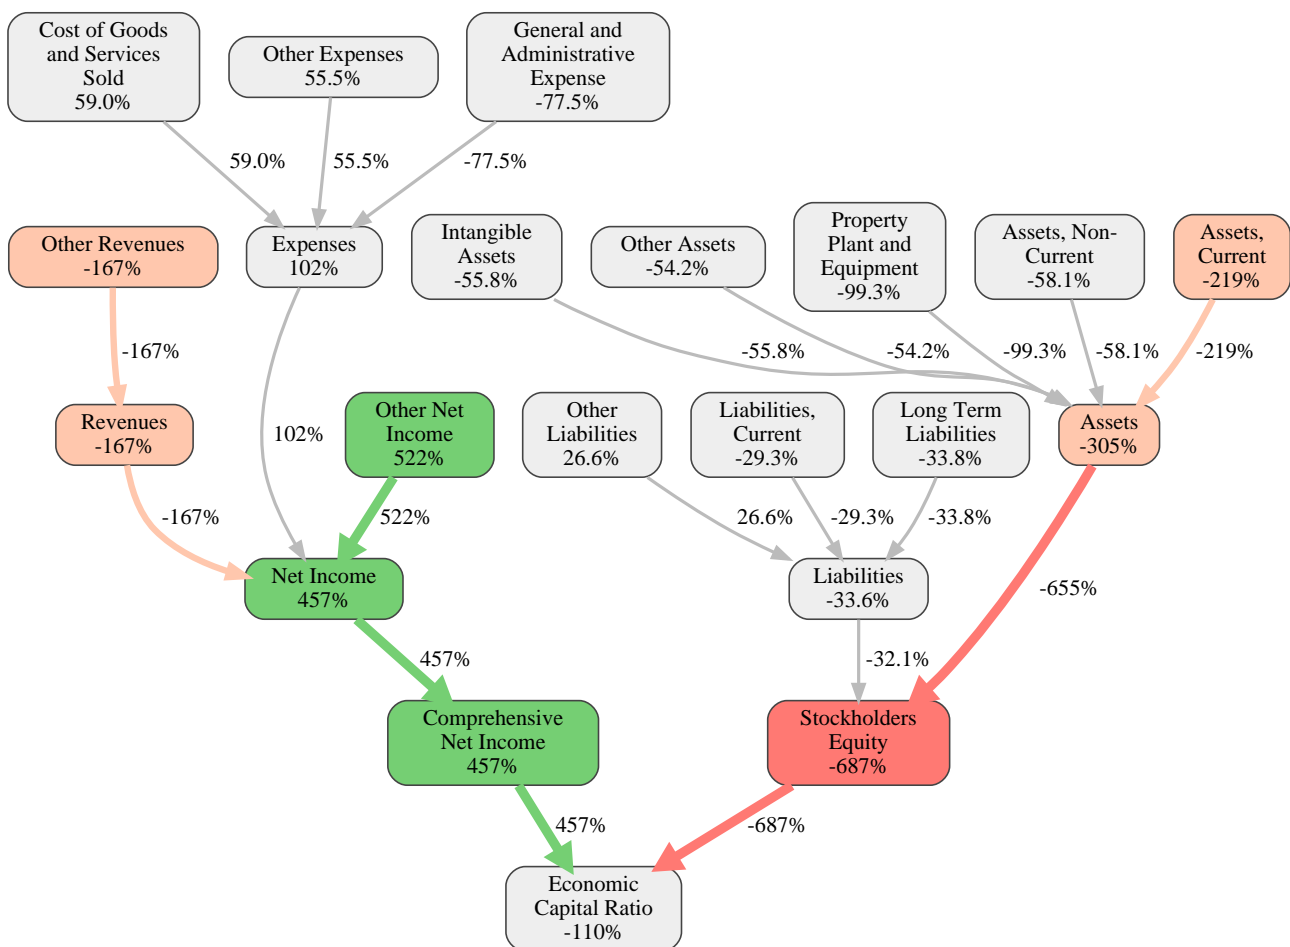 Cost of Goods
and Services
Sold
59.0%
Other Expenses
55.5%
General and
Administrative
Expense
-77.5%
59.0%
55.5%
-77.5%
Other Revenues
-167%
Expenses
102%
Intangible
Assets
-55.8%
Other Assets
-54.2%
Property
Plant and
Equipment
-99.3%
Assets, Non-
Current
-58.1%
Assets,
Current
-219%
-167%
-55.8%
-54.2%
-99.3%
-58.1%
-219%
Revenues
-167%
102%
Other Net
Income
522%
Other
Liabilities
26.6%
Liabilities,
Current
-29.3%
Long Term
Liabilities
-33.8%
Assets
-305%
-167%
522%
26.6%
-29.3%
-33.8%
Net Income
457%
Liabilities
-33.6%
-655%
457%
-32.1%
Comprehensive
Net Income
457%
Stockholders
Equity
-687%
457%
-687%
Economic
Capital Ratio
-110%